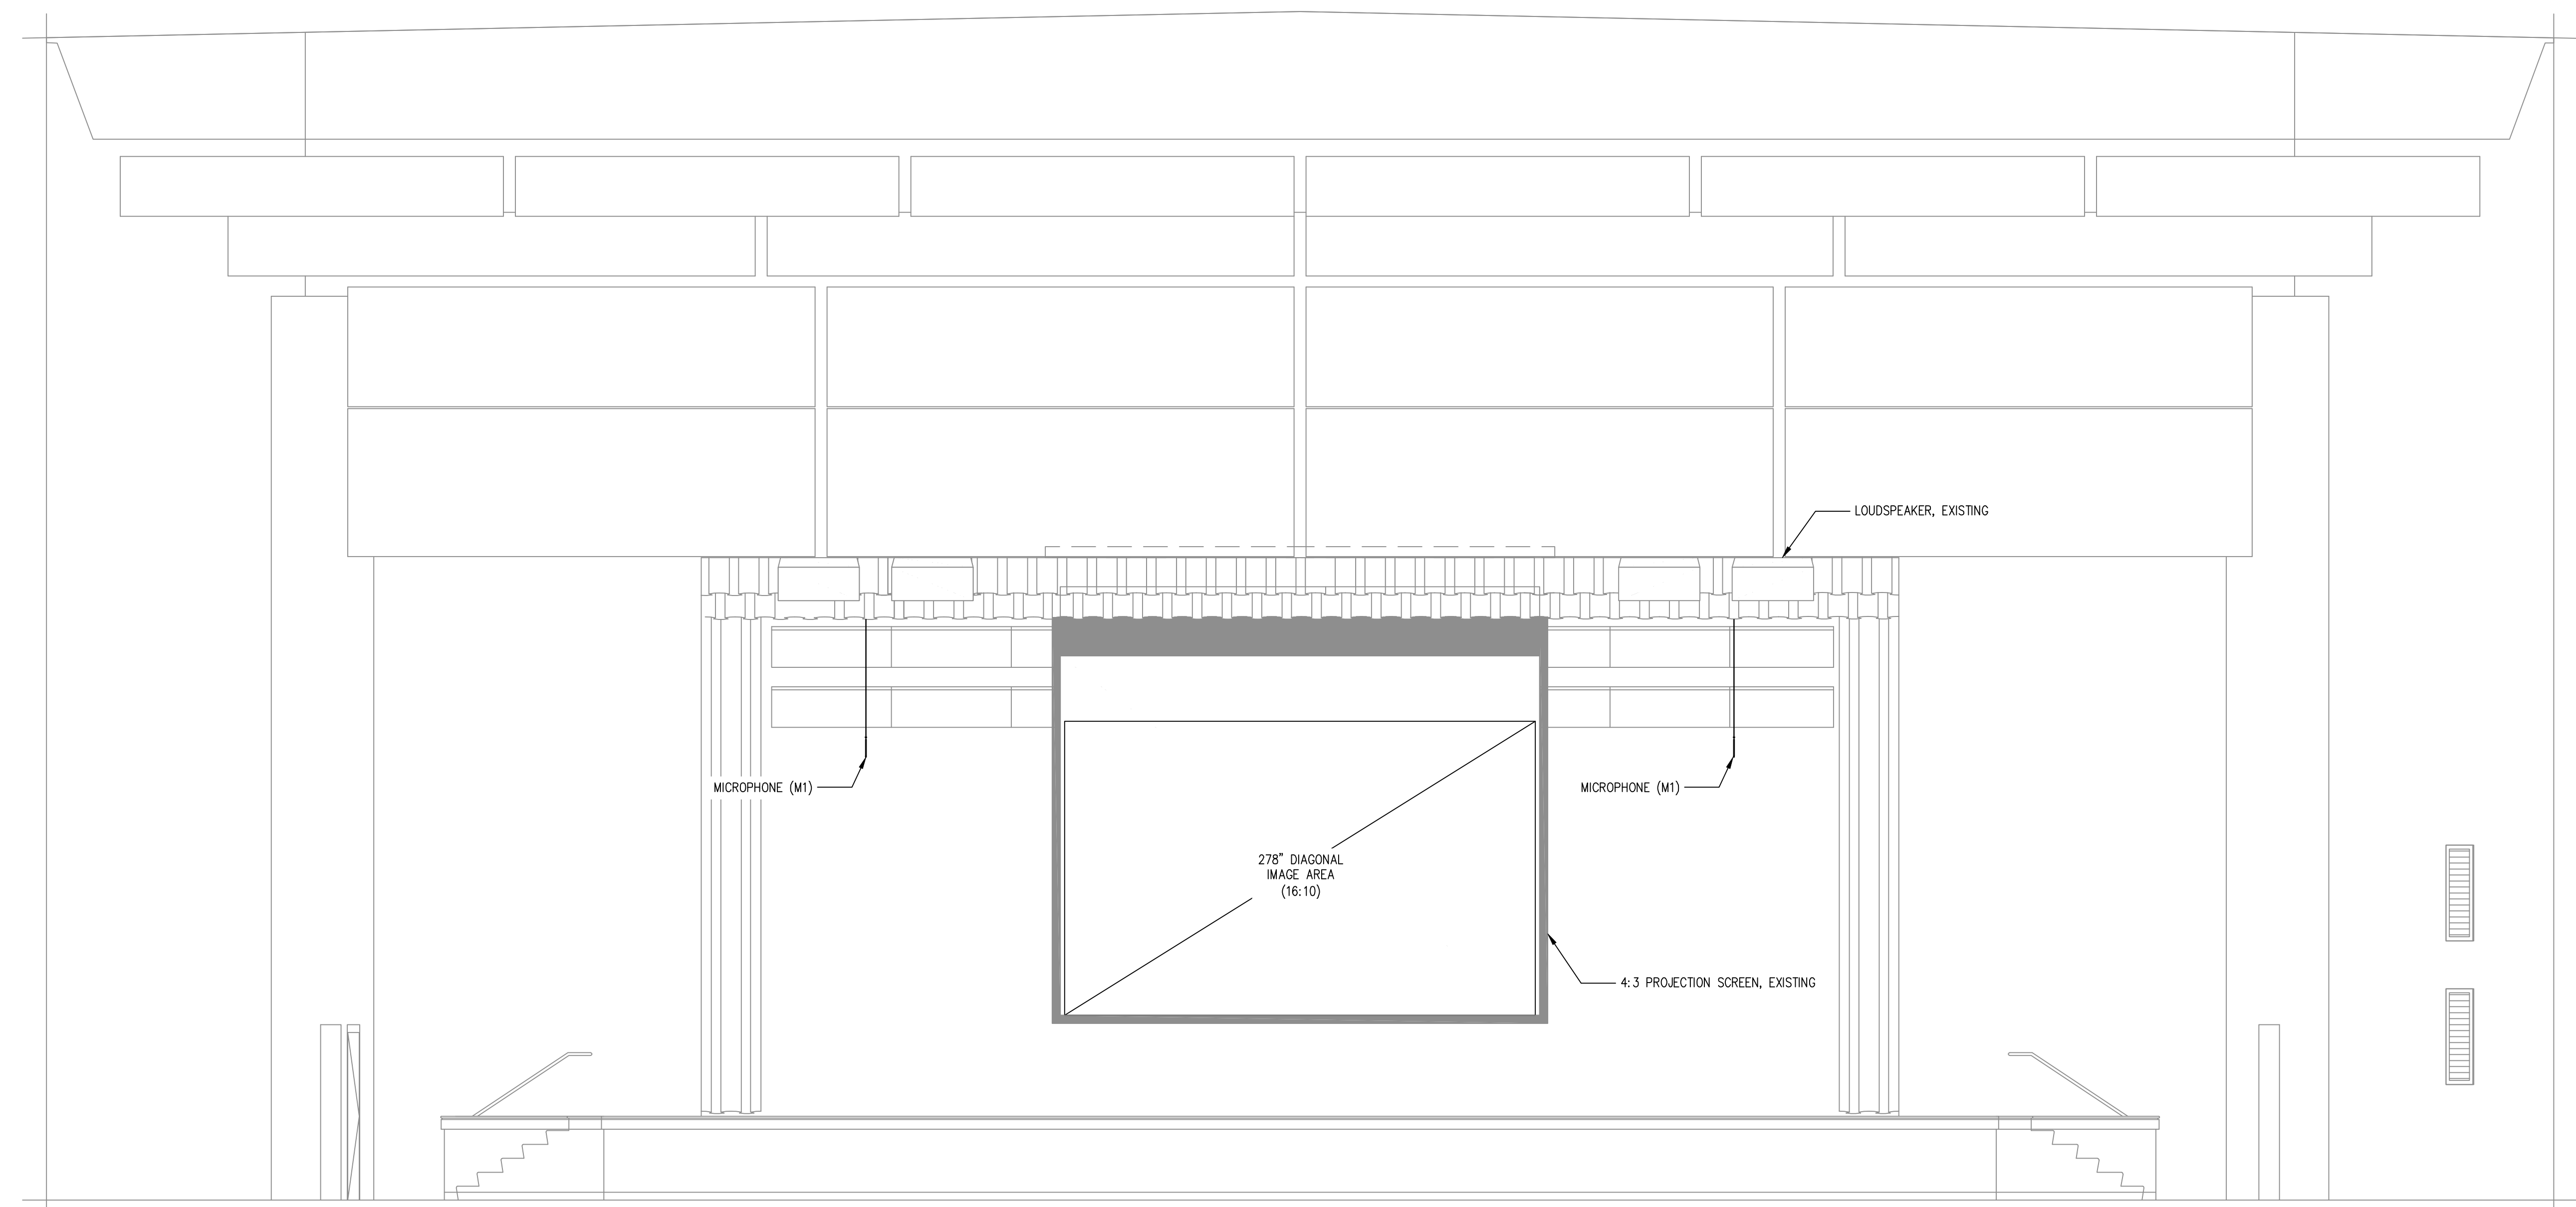 LOUDSPEAKER, EXISTING
MICROPHONE (M1)
MICROPHONE (M1)
278" DIAGONAL
IMAGE AREA
(16:10)
4:3 PROJECTION SCREEN, EXISTING